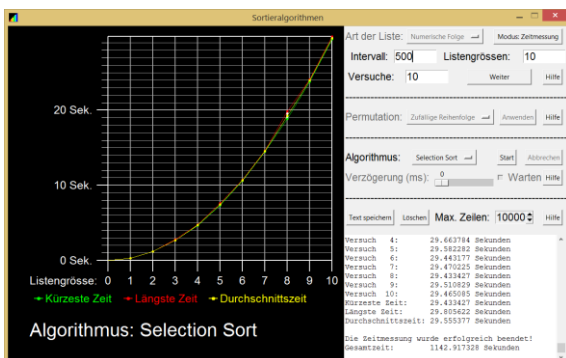 Sortieralgorithmen
20 Sek.
10 Sek.
0 Sek.
Listengrösse: 0 1 2 3 4 5 6 7 8 9 10
Kürzeste Zeit Längste Zeit Durchschnittszeit
Algorithmus: Selection Sort
Art der Liste: Numerische Folge Modus: Zeitmessung
Intervall: 500 Listengrössen: 10
Versuche: 10 Weiter Hilfe
Permutation: Zufällige Reihenfolge Anwenden Hilfe
Algorithmus: Selection Sort Start Abbrechen
Verzögerung (ms): 0 Warten Hilfe
Text speichern Löschen Max. Zeilen: 10000 Hilfe
Versuch 4: 29.663784 Sekunden
Versuch 5: 29.582282 Sekunden
Versuch 6: 29.443177 Sekunden
Versuch 7: 29.470225 Sekunden
Versuch 8: 29.433427 Sekunden
Versuch 9: 29.510829 Sekunden
Versuch 10: 29.465085 Sekunden
Kürzeste Zeit: 29.433427 Sekunden
Längste Zeit: 29.805622 Sekunden
Durchschnittszeit: 29.555377 Sekunden
Die Zeitmessung wurde erfolgreich beendet!
Gesamtzeit: 1142.917328 Sekunden